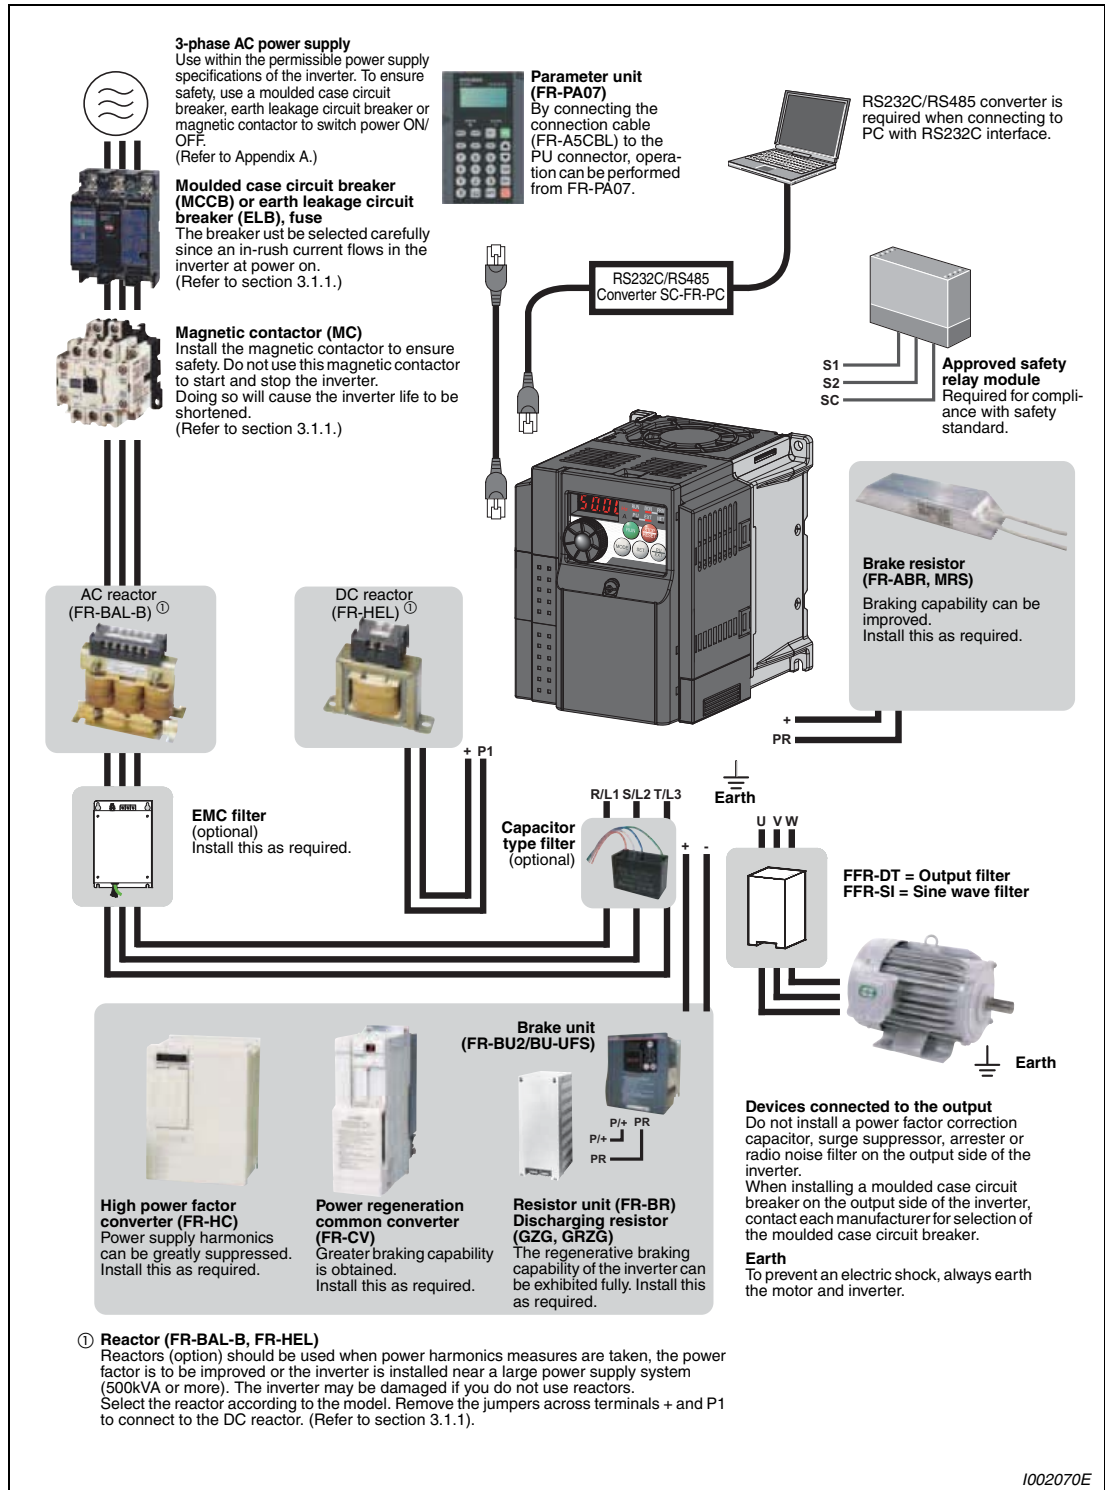 3-phase AC power supply
Use within the permissible power supply
specifications of the inverter. To ensure
safety, use a moulded case circuit
breaker, earth leakage circuit breaker or
magnetic contactor to switch power ON/
OFF.
(Refer to Appendix A.)
Moulded case circuit breaker
(MCCB) or earth leakage circuit
breaker (ELB), fuse
The breaker ust be selected carefully
since an in-rush current flows in the
inverter at power on.
(Refer to section 3.1.1.)
Magnetic contactor (MC)
Install the magnetic contactor to ensure
safety. Do not use this magnetic contactor
to start and stop the inverter.
Doing so will cause the inverter life to be
shortened.
(Refer to section 3.1.1.)
Parameter unit
(FR-PA07)
By connecting the
connection cable
(FR-A5CBL) to the
PU connector, opera-
tion can be performed
from FR-PA07.
RS232C/RS485 converter is
required when connecting to
PC with RS232C interface.
RS232C/RS485
Converter SC-FR-PC
S1
S2
SC
Approved safety
relay module
Required for compli-
ance with safety
standard.
RUN
MODE
SET
Brake resistor
(FR-ABR, MRS)
Braking capability can be
improved.
Install this as required.
+
PR
AC reactor
(FR-BAL-B) ①
DC reactor
(FR-HEL) ①
+ P1
EMC filter
(optional)
Install this as required.
R/L1 S/L2 T/L3
Capacitor
type filter
(optional)
+ -
Earth
U V W
FFR-DT = Output filter
FFR-SI = Sine wave filter
Earth
Brake unit
(FR-BU2/BU-UFS)
P/+ PR
P/+
PR
High power factor
converter (FR-HC)
Power supply harmonics
can be greatly suppressed.
Install this as required.
Power regeneration
common converter
(FR-CV)
Greater braking capability
is obtained.
Install this as required.
Resistor unit (FR-BR)
Discharging resistor
(GZG, GRZG)
The regenerative braking
capability of the inverter can
be exhibited fully. Install this
as required.
Devices connected to the output
Do not install a power factor correction
capacitor, surge suppressor, arrester or
radio noise filter on the output side of the
inverter.
When installing a moulded case circuit
breaker on the output side of the inverter,
contact each manufacturer for selection of
the moulded case circuit breaker.
Earth
To prevent an electric shock, always earth
the motor and inverter.
① Reactor (FR-BAL-B, FR-HEL)
Reactors (option) should be used when power harmonics measures are taken, the power
factor is to be improved or the inverter is installed near a large power supply system
(500kVA or more). The inverter may be damaged if you do not use reactors.
Select the reactor according to the model. Remove the jumpers across terminals + and P1
to connect to the DC reactor. (Refer to section 3.1.1).
I002070E